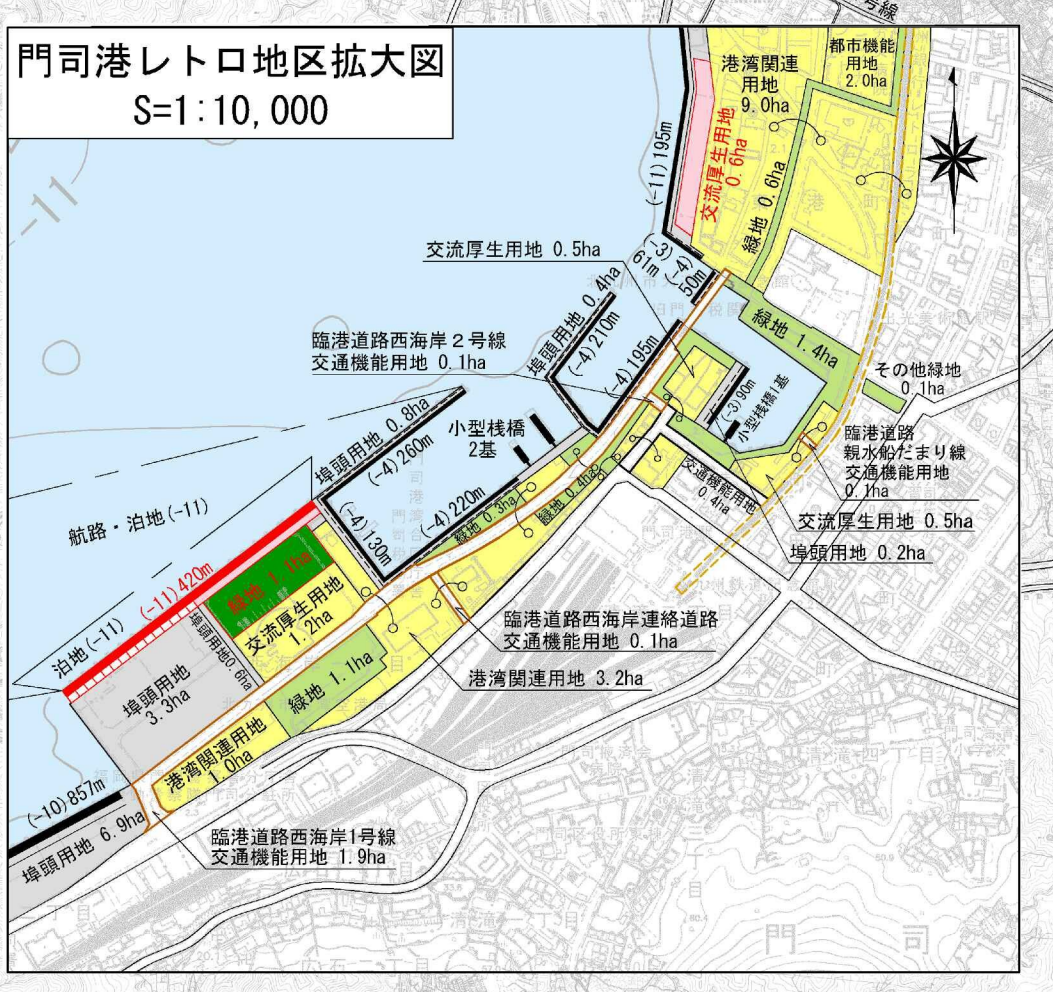 門司港レトロ地区拡大図
S=1:10,000
号線
都市機能
用地
2.0ha
港湾関連
用地
9.0ha
(-11)195m
交流厚生用地
0.6ha
緑地 0.6ha
港 町
-11
交流厚生用地 0.5ha
(-3)
61m
(-4)
50m
埠頭用地 0.4ha
(-4)210m
(-4)195m
臨港道路西海岸2号線
交通機能用地 0.1ha
緑地 1.4ha
その他緑地
0.1ha
(-3)90m
小型桟橋1基
埠頭用地 0.8ha
(-4)260m
小型桟橋
2基
臨港道路
親水船だまり線
交通機能用地
0.1ha
交通機能用地
0.4ha
航路・泊地(-11)
(-4)130m
(-4)220m
緑地 0.3ha
緑地 0.4ha
交流厚生用地 0.5ha
埠頭用地 0.2ha
(-11)420m
緑地 1.1ha
交流厚生用地
1.2ha
泊地(-11)
埠頭用地0.6ha
臨港道路西海岸連絡道路
交通機能用地 0.1ha
埠頭用地
3.3ha
緑地 1.1ha
港湾関連用地 3.2ha
港湾関連用地
1.0ha
(-10)857m
埠頭用地 6.9ha
臨港道路西海岸1号線
交通機能用地 1.9ha
門 司